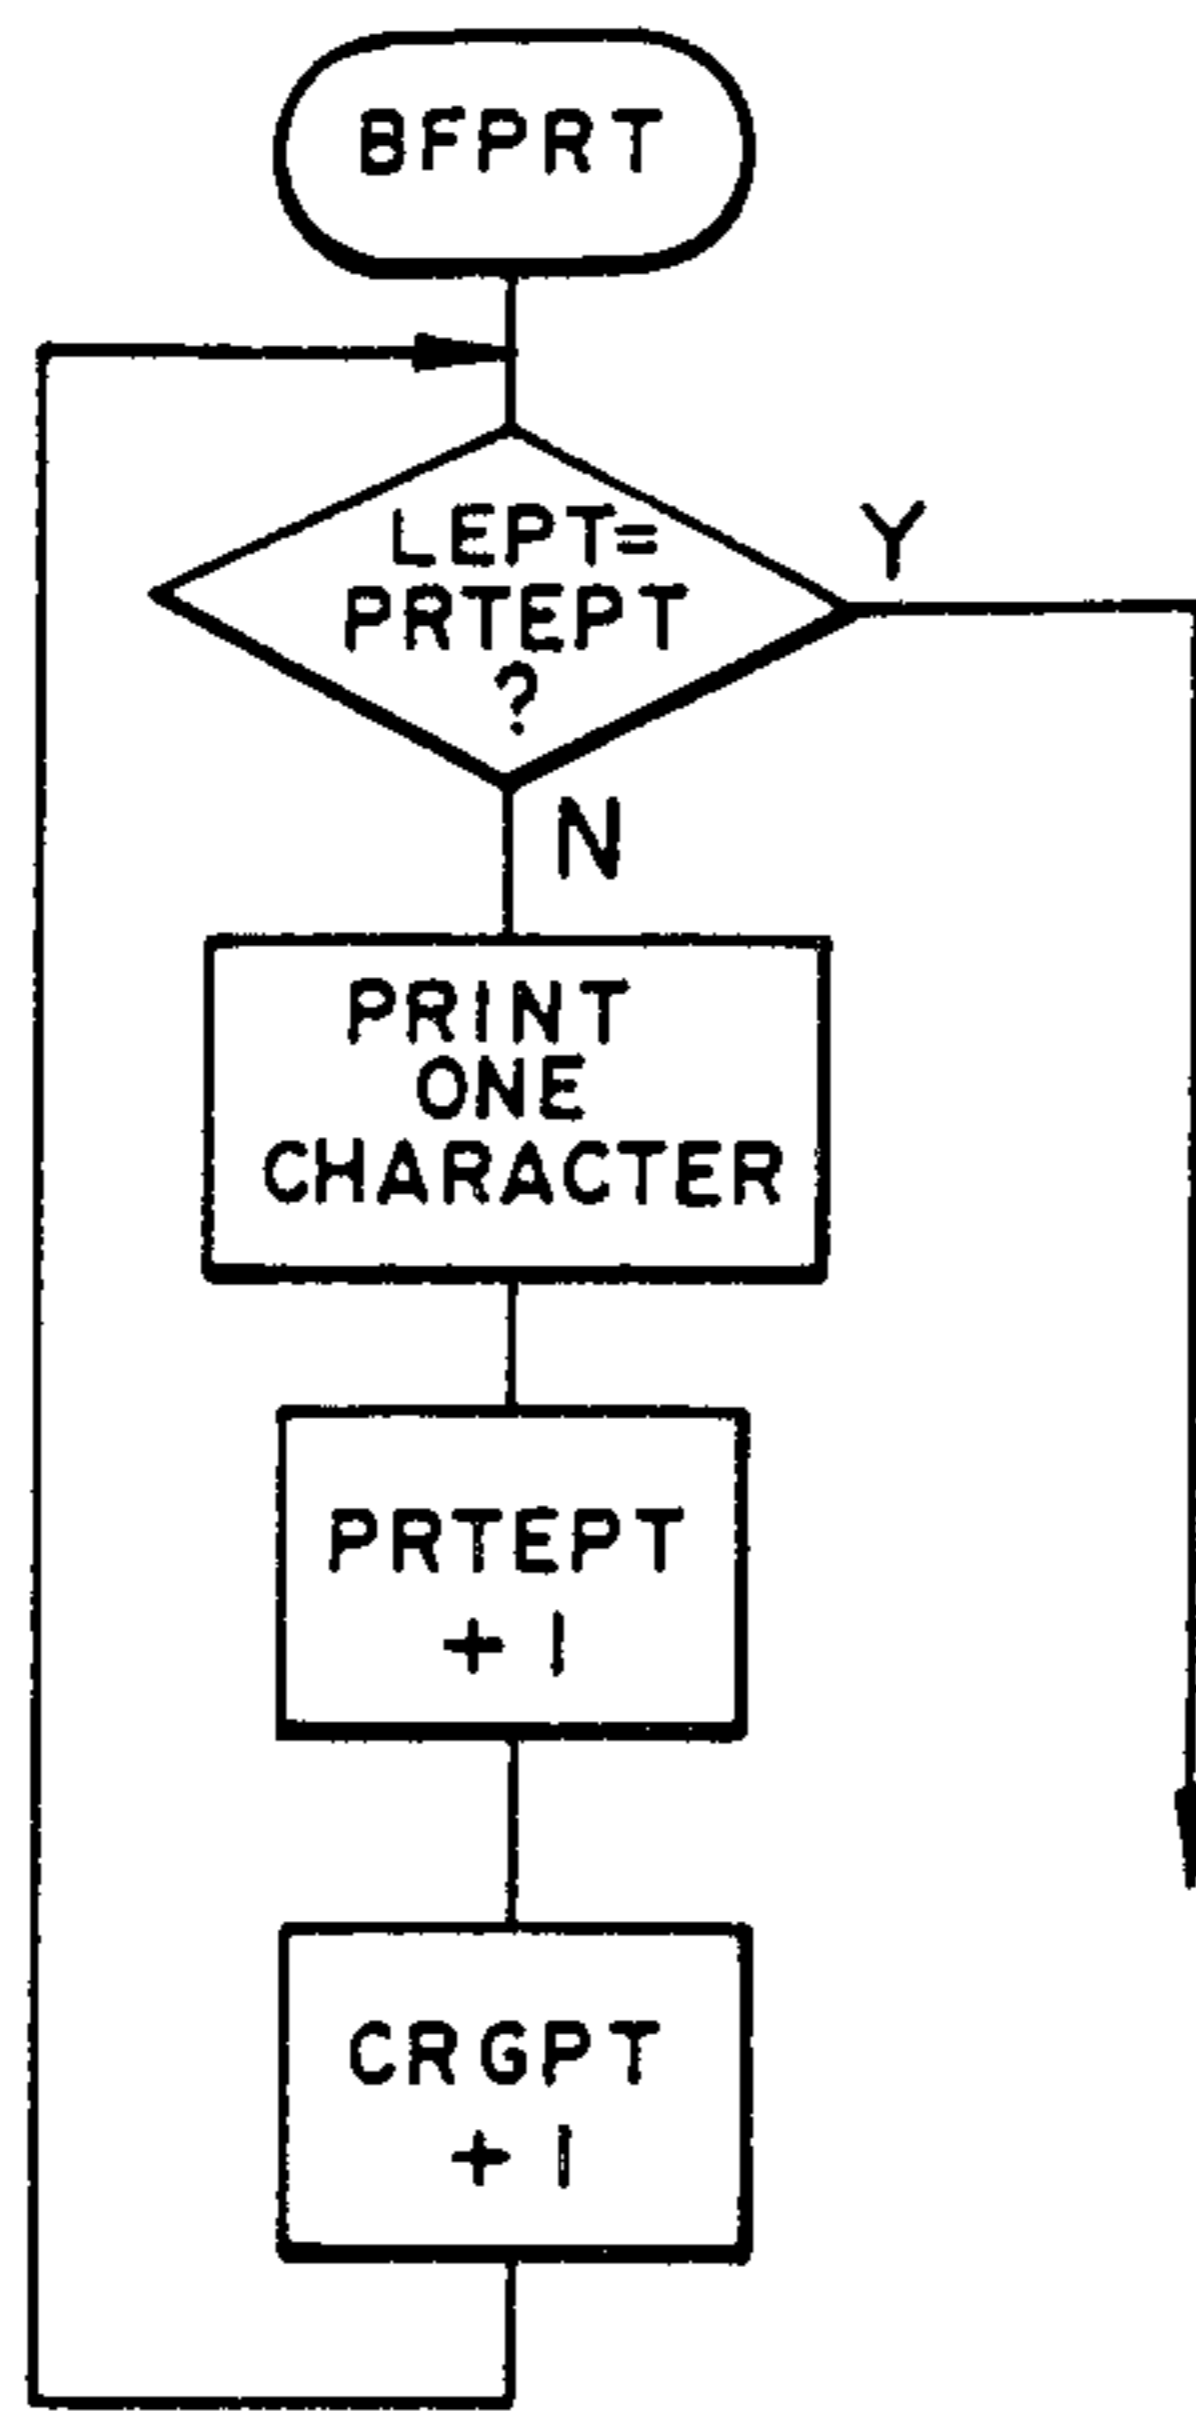 BFPRT
LEPT=
PRTEPT
?
Y
N
PRINT
ONE
CHARACTER
PRTEPT
+ 1
CRGPT
+ 1